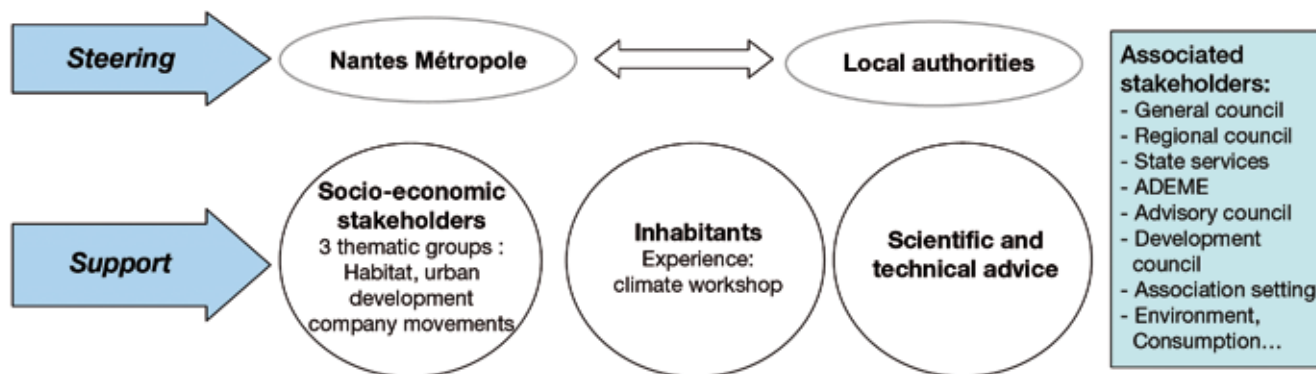 Steering
Nantes Métropole
Local authorities
Support
Socio-economic
stakeholders
3 thematic groups :
Habitat, urban
development
company movements
Inhabitants
Experience:
climate workshop
Scientific and
technical advice
Associated
stakeholders:
- General council
- Regional council
- State services
- ADEME
- Advisory council
- Development
council
- Association setting
- Environment,
Consumption...